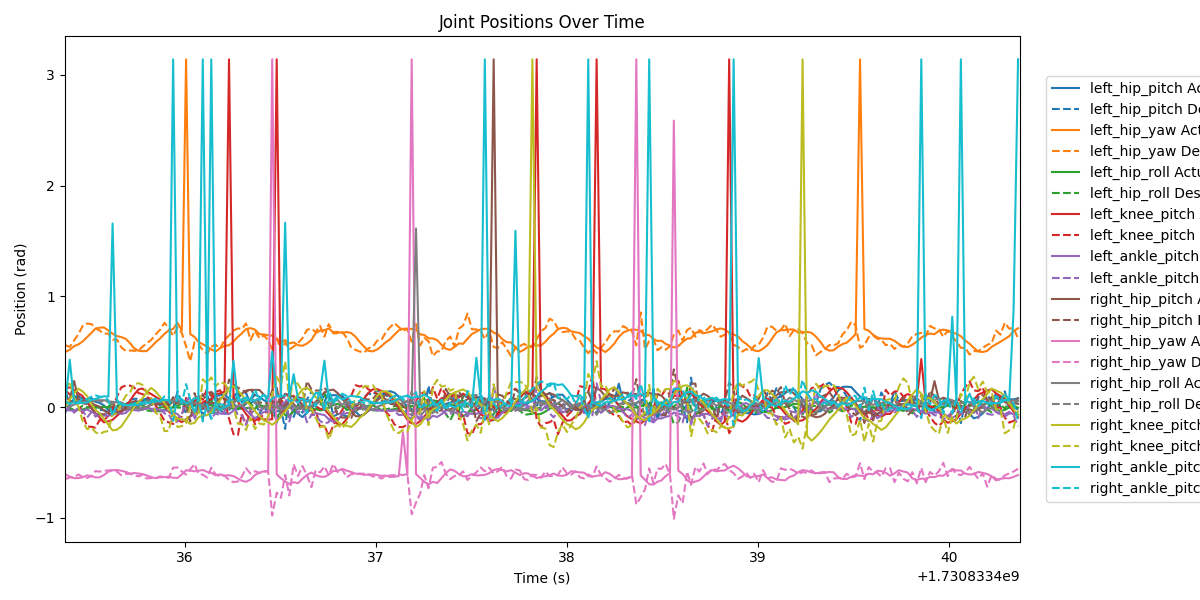 Joint Positions Over Time
3
2
1
0
−1
Position (rad)
36
37
38
39
40
Time (s)
+1.7308334e9
left_hip_pitch Ac
left_hip_pitch De
left_hip_yaw Act
left_hip_yaw De
left_hip_roll Actu
left_hip_roll Des
left_knee_pitch
left_knee_pitch
left_ankle_pitch
left_ankle_pitch
right_hip_pitch A
right_hip_pitch
right_hip_yaw A
right_hip_yaw D
right_hip_roll Ac
right_hip_roll De
right_knee_pitch
right_knee_pitch
right_ankle_pitc
right_ankle_pitc